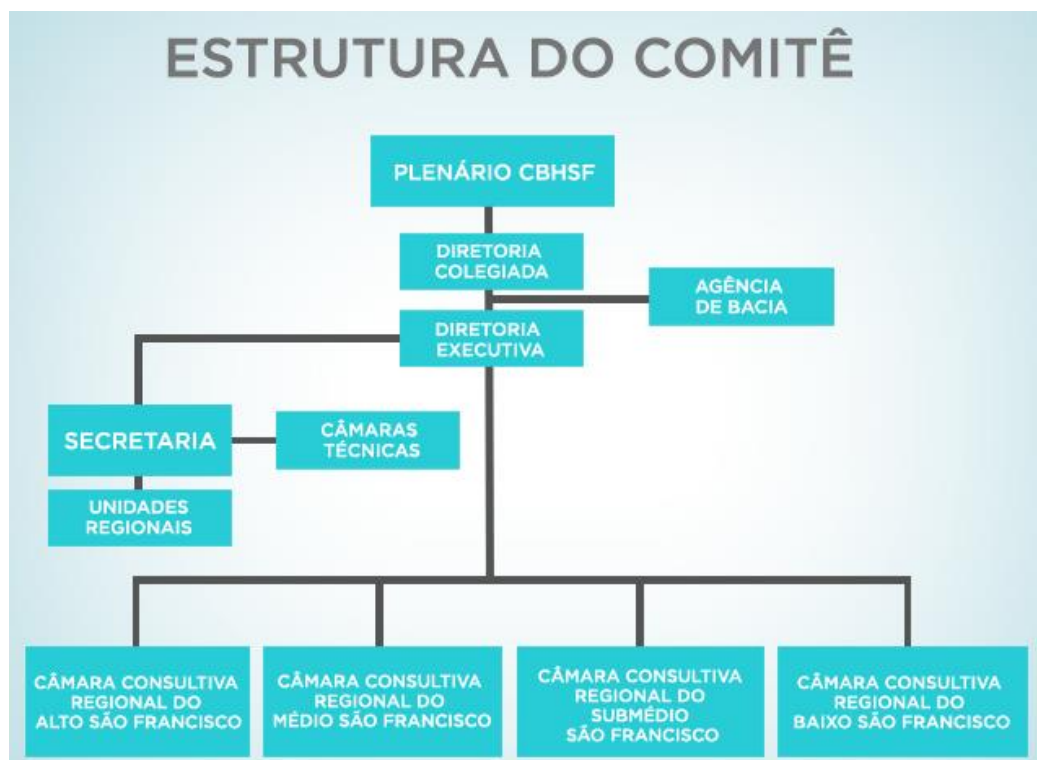 ESTRUTURA DO COMITÊ
PLENÁRIO CBHSF
DIRETORIA
COLEGIADA
AGÊNCIA
DE BACIA
DIRETORIA
EXECUTIVA
SECRETARIA
CÂMARAS
TÉCNICAS
UNIDADES
REGIONAIS
CÂMARA CONSULTIVA
REGIONAL DO
ALTO SÃO FRANCISCO
CÂMARA CONSULTIVA
REGIONAL DO
MÉDIO SÃO FRANCISCO
CÂMARA CONSULTIVA
REGIONAL DO
SUBMÉDIO
SÃO FRANCISCO
CÂMARA CONSULTIVA
REGIONAL DO
BAIXO SÃO FRANCISCO